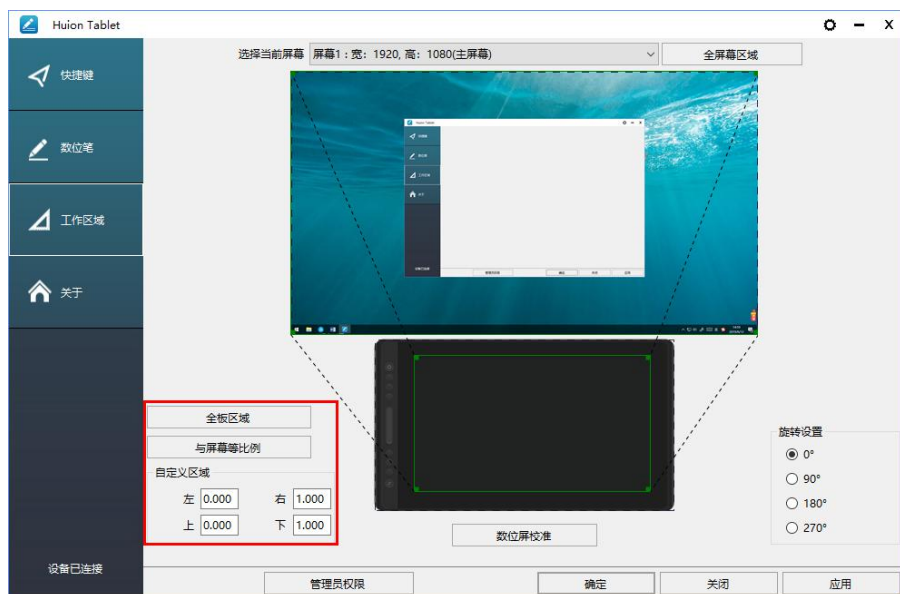 Huion Tablet
快捷键
数位笔
工作区域
关于
设备已连接
选择当前屏幕 屏幕1：宽：1920, 高：1080(主屏幕) 全屏幕区域
Huion Tablet
全板区域
与屏幕等比例
自定义区域
左 0.000 右 1.000
上 0.000 下 1.000
数位屏校准
旋转设置
0°
90°
180°
270°
管理员权限 确定 关闭 应用